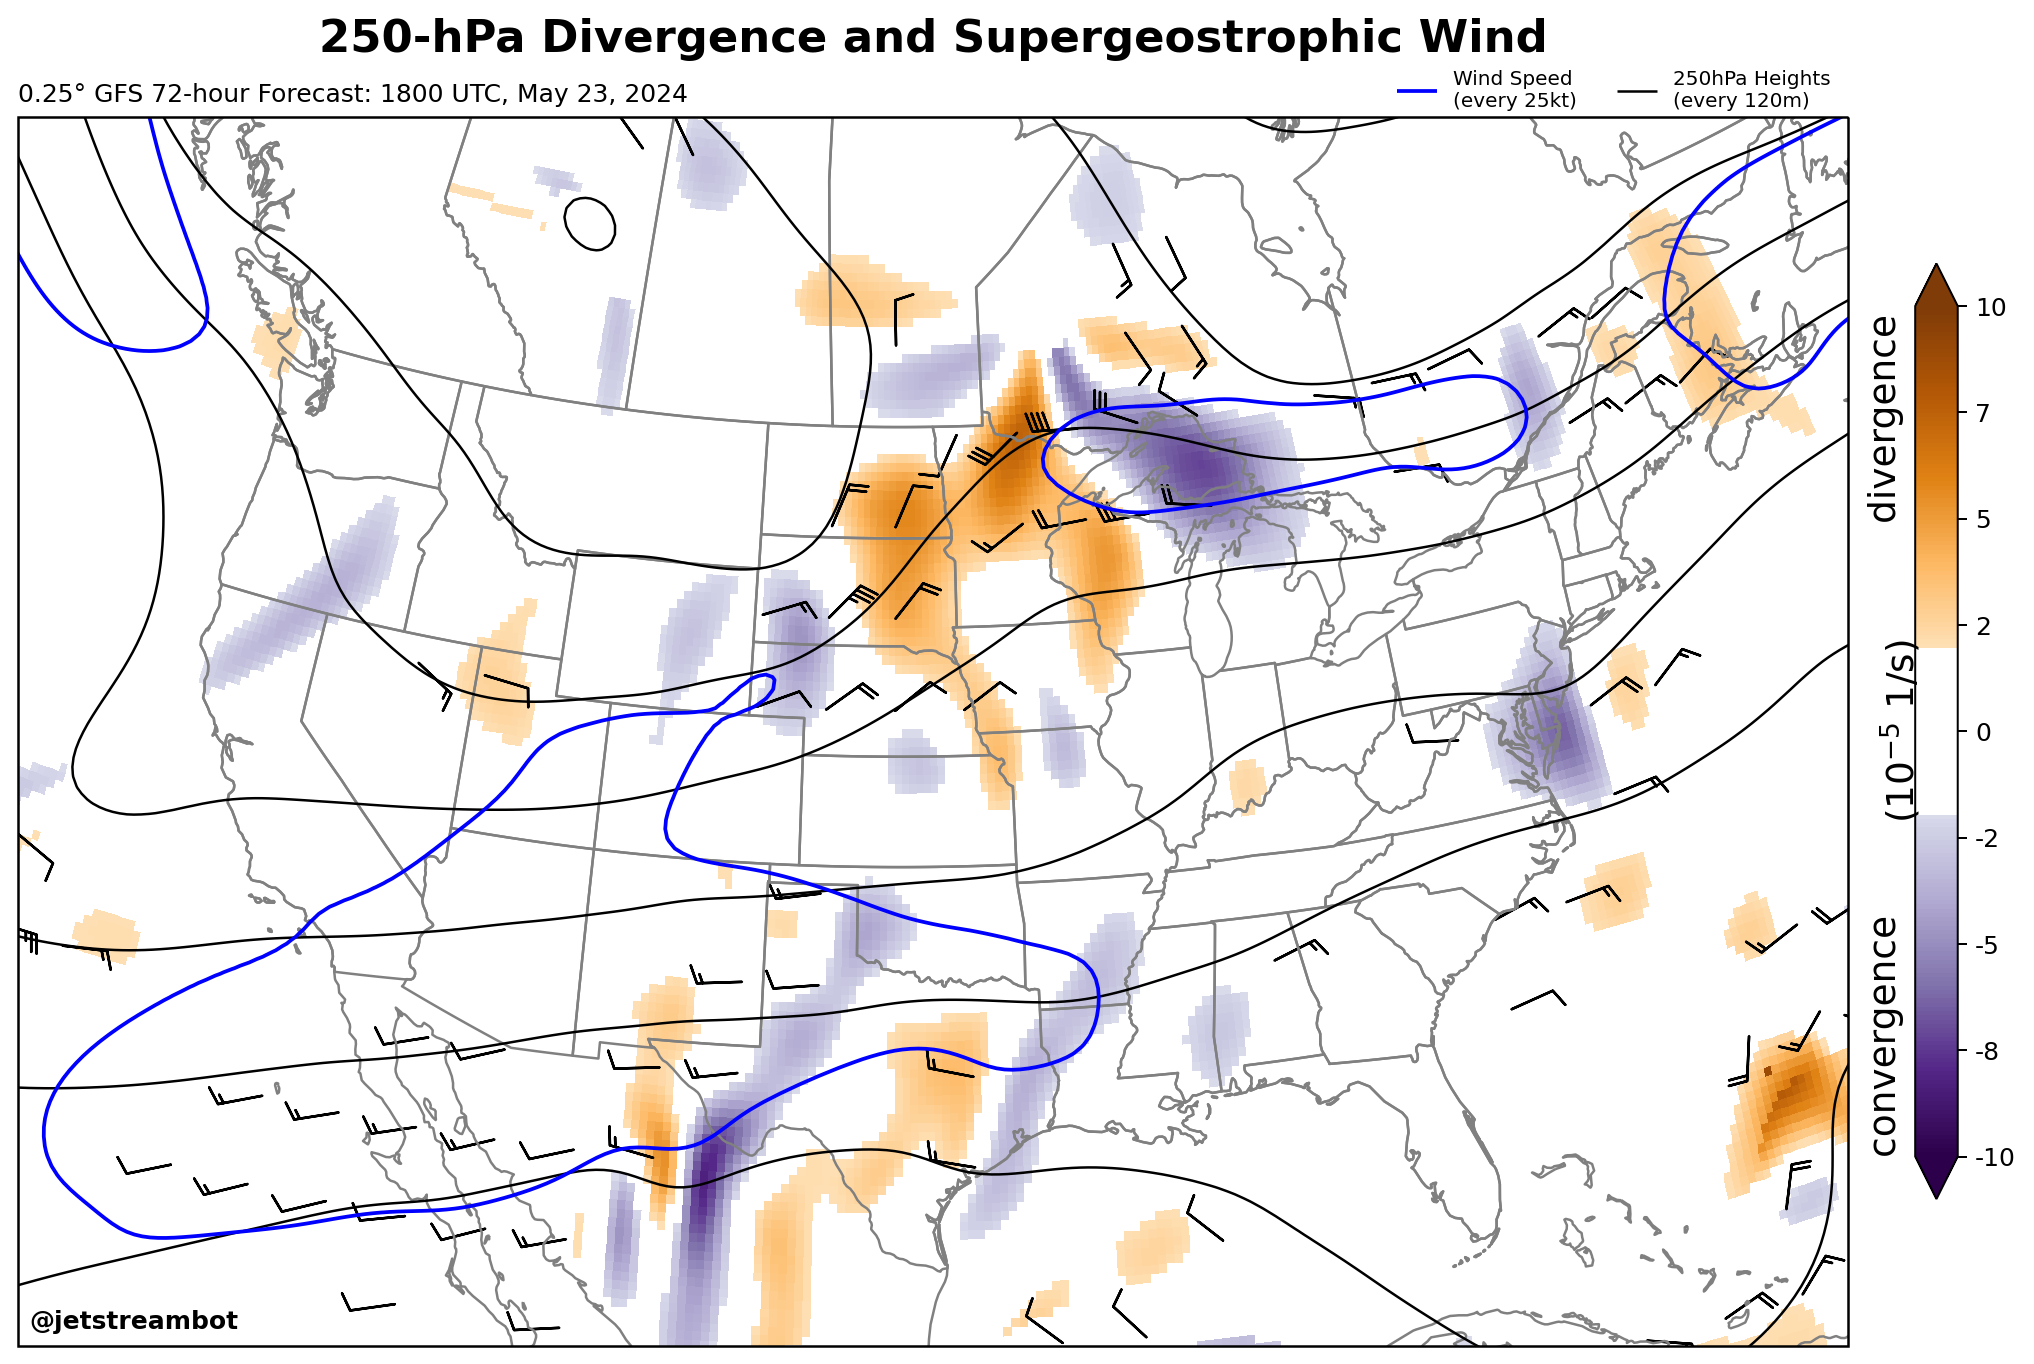 250-hPa Divergence and Supergeostrophic Wind
0.25° GFS 72-hour Forecast: 1800 UTC, May 23, 2024
Wind Speed
(every 25kt)
250hPa Heights
(every 120m)
10
7
5
2
0
-2
-5
-8
-10
divergence
(10⁻⁵ 1/s)
convergence
@jetstreambot